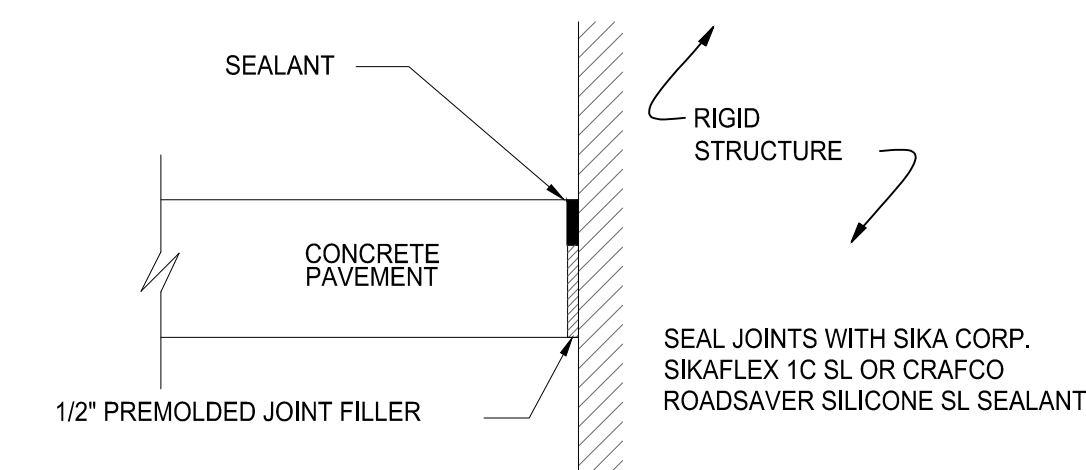 SEALANT
RIGID
STRUCTURE
CONCRETE
PAVEMENT
SEAL JOINTS WITH SIKA CORP.
SIKAFLEX 1C SL OR CRAFCO
ROADSAVER SILICONE SL SEALANT
1/2" PREMOLDED JOINT FILLER